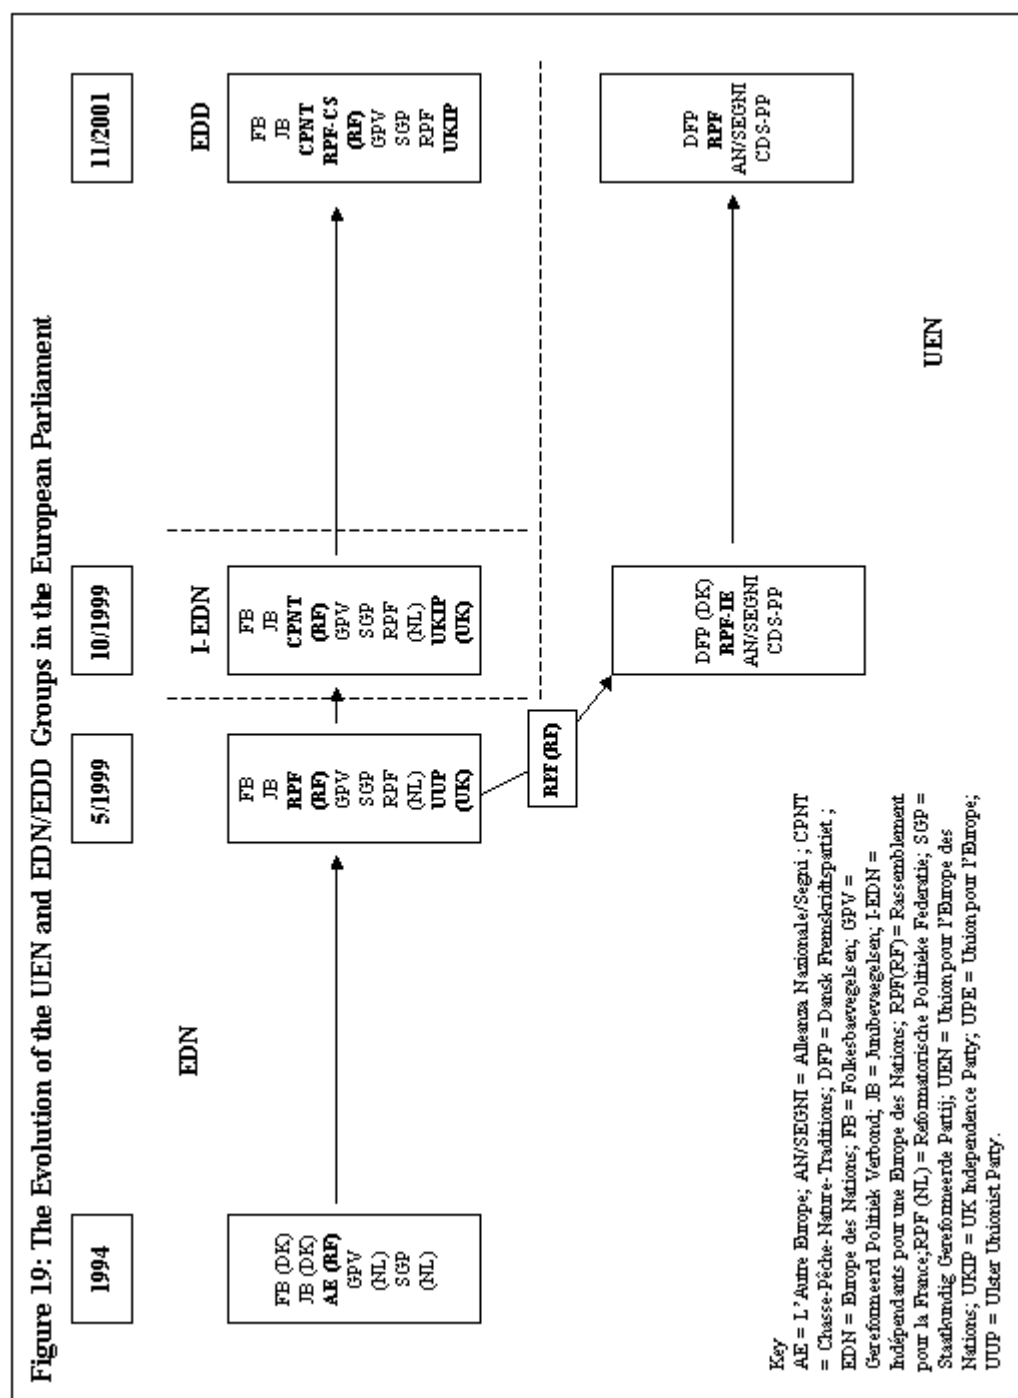 Figure 19: The Evolution of the UEN and EDN/EDD Groups in the European Parliament
1994
5/1999
10/1999
11/2001
EDN
I-EDN
EDD
FB (DK)
JB (DK)
AE (RF)
GPV
(NL)
SGP
(NL)
FB
JB
RPF
(RF)
GPV
SGP
RPF
(NL)
UUP
(UK)
FB
JB
CPNT
(RF)
GPV
SGP
RPF
(NL)
UKIP
(UK)
FB
JB
CPNT
RPF-CS
(RF)
GPV
SGP
RPF
UKIP
RPF (RF)
DFP (DK)
RPF-IE
AN/SEGNI
CDS-PP
DFP
RPF
AN/SEGNI
CDS-PP
UEN
Key
AE = L'Autre Europe; AN/SEGNI = Alleanza Nazionale/Segni ; CPNT
= Chasse-Pêche-Nature-Traditions; DFP = Dansk Fremskridtspartiet ;
EDN = Europe des Nations; FB = Folkesbaevegelsen; GPV =
Gereformeerd Politiek Verbond; JB = Junibevaegelsen; I-EDN =
Indépendants pour une Europe des Nations; RPF(RF) = Rassemblement
pour la France;RPF (NL) = Reformatorische Politieke Federatie; SGP =
Staatkundig Gereformeerde Partij; UEN = Union pour l'Europe des
Nations; UKIP = UK Independence Party; UPE = Union pour l'Europe;
UUP = Ulster Unionist Party.